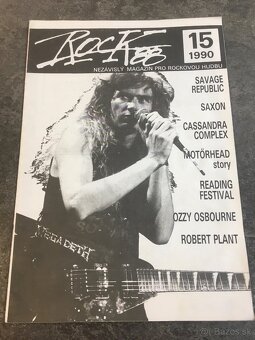 ROCK 88
NEZÁVISLÝ MAGAZÍN PRO ROCKOVOU HUDBU
15
1990
SAVAGE
REPUBLIC
SAXON
CASSANDRA
COMPLEX
MOTÖRHEAD
story
READING
FESTIVAL
OZZY OSBOURNE
ROBERT PLANT
MEGADETH